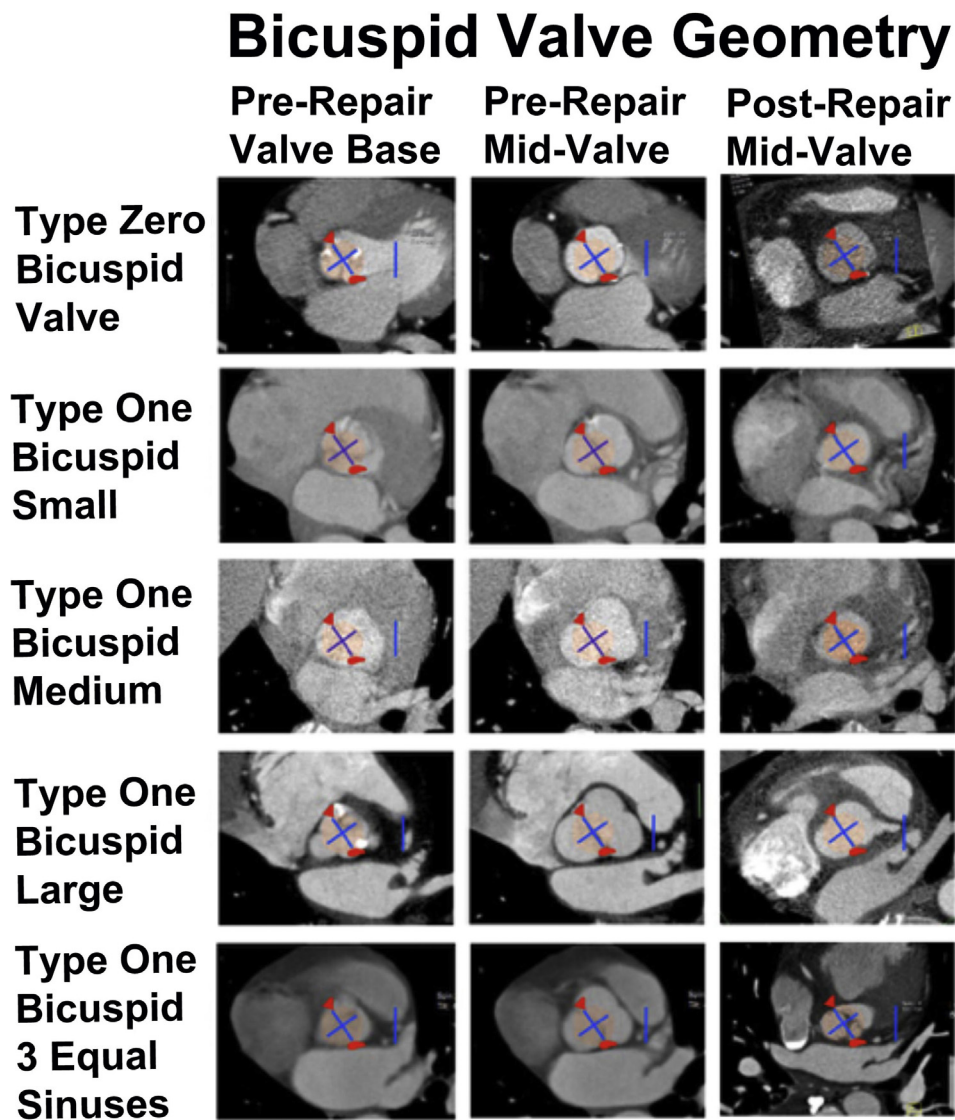 Bicuspid Valve Geometry
Pre-Repair
Valve Base
Pre-Repair
Mid-Valve
Post-Repair
Mid-Valve
Type Zero
Bicuspid
Valve
Type One
Bicuspid
Small
Type One
Bicuspid
Medium
Type One
Bicuspid
Large
Type One
Bicuspid
3 Equal
Sinuses